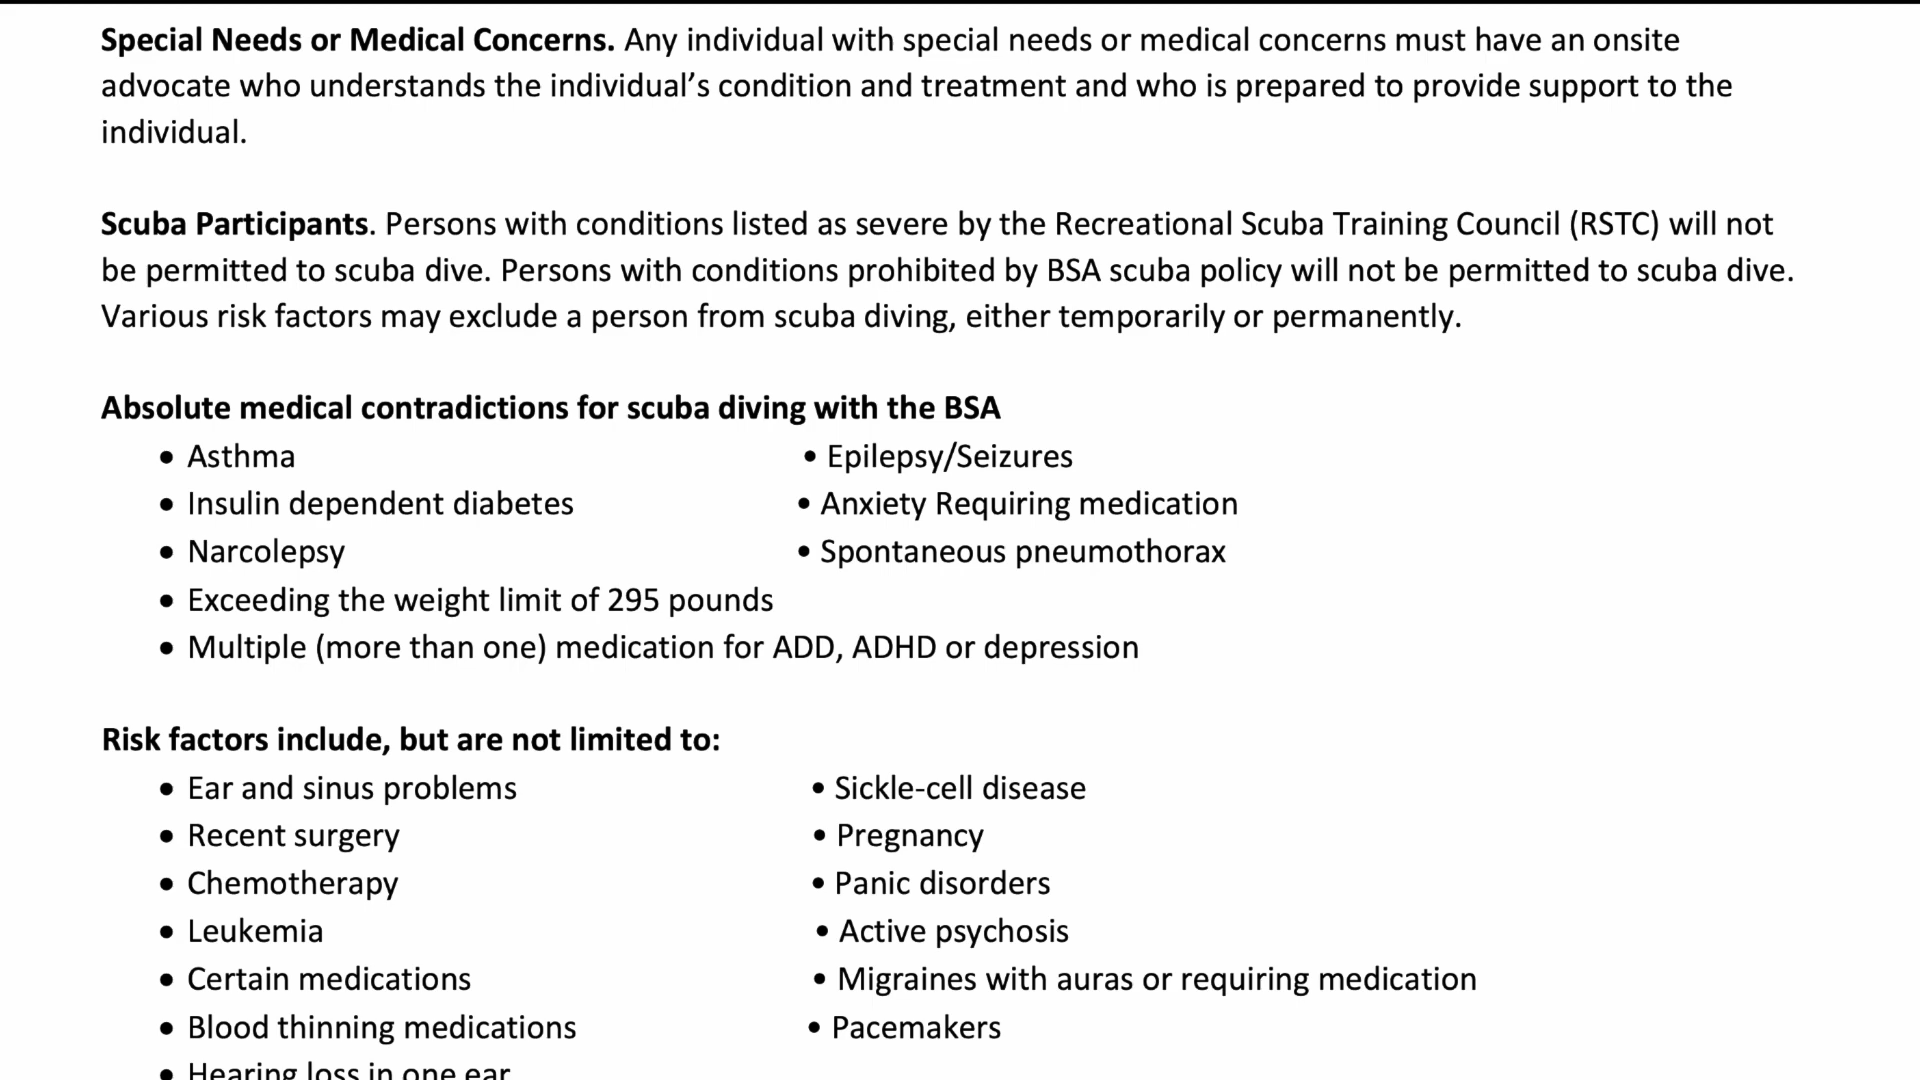 Special Needs or Medical Concerns. Any individual with special needs or medical concerns must have an onsite
advocate who understands the individual’s condition and treatment and who is prepared to provide support to the
individual.
Scuba Participants. Persons with conditions listed as severe by the Recreational Scuba Training Council (RSTC) will not
be permitted to scuba dive. Persons with conditions prohibited by BSA scuba policy will not be permitted to scuba dive.
Various risk factors may exclude a person from scuba diving, either temporarily or permanently.
Absolute medical contradictions for scuba diving with the BSA
• Asthma • Epilepsy/Seizures
• Insulin dependent diabetes • Anxiety Requiring medication
• Narcolepsy • Spontaneous pneumothorax
• Exceeding the weight limit of 295 pounds
• Multiple (more than one) medication for ADD, ADHD or depression
Risk factors include, but are not limited to:
• Ear and sinus problems • Sickle-cell disease
• Recent surgery • Pregnancy
• Chemotherapy • Panic disorders
• Leukemia • Active psychosis
• Certain medications • Migraines with auras or requiring medication
• Blood thinning medications • Pacemakers
• Hearing loss in one ear